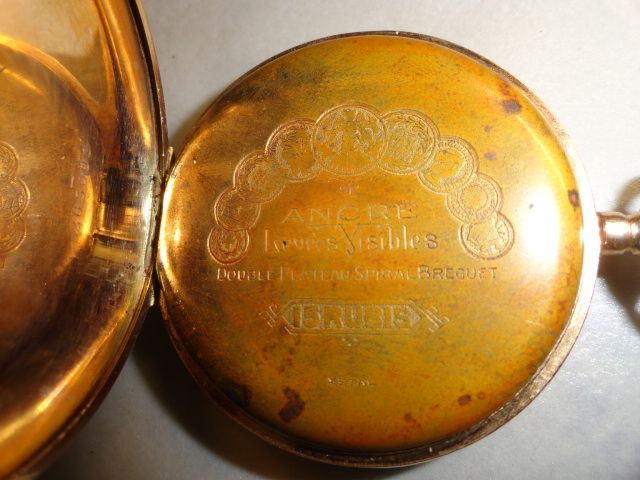 ANCRE
Levées Visibles
DOUBLE PLATEAU SPIRAL BREGUET
15 RUBIS
METAL